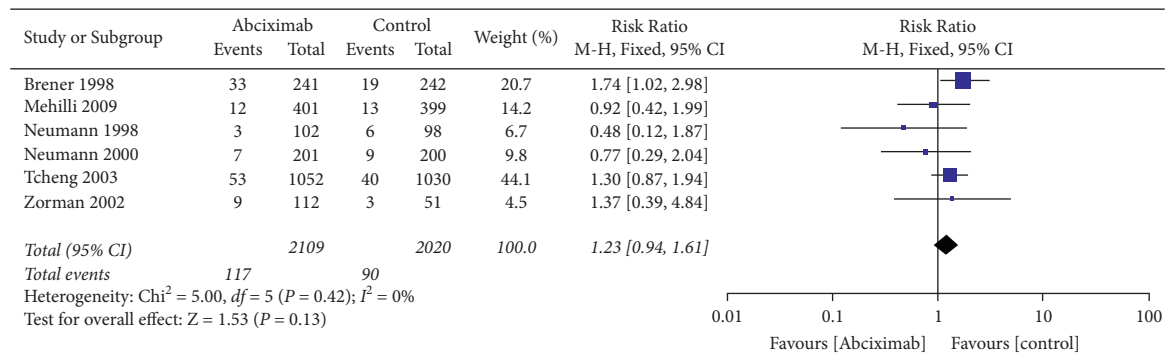 Study or Subgroup Abciximab Control Weight (%) Risk Ratio Risk Ratio
Events Total Events Total M-H, Fixed, 95% CI M-H, Fixed, 95% CI
Brener 1998 33 241 19 242 20.7 1.74 [1.02, 2.98]
Mehilli 2009 12 401 13 399 14.2 0.92 [0.42, 1.99]
Neumann 1998 3 102 6 98 6.7 0.48 [0.12, 1.87]
Neumann 2000 7 201 9 200 9.8 0.77 [0.29, 2.04]
Tcheng 2003 53 1052 40 1030 44.1 1.30 [0.87, 1.94]
Zorman 2002 9 112 3 51 4.5 1.37 [0.39, 4.84]
Total (95% CI) 2109 2020 100.0 1.23 [0.94, 1.61]
Total events 117 90
Heterogeneity: Chi² = 5.00, df = 5 (P = 0.42); I² = 0%
Test for overall effect: Z = 1.53 (P = 0.13)
0.01 0.1 1 10 100
Favours [Abciximab] Favours [control]